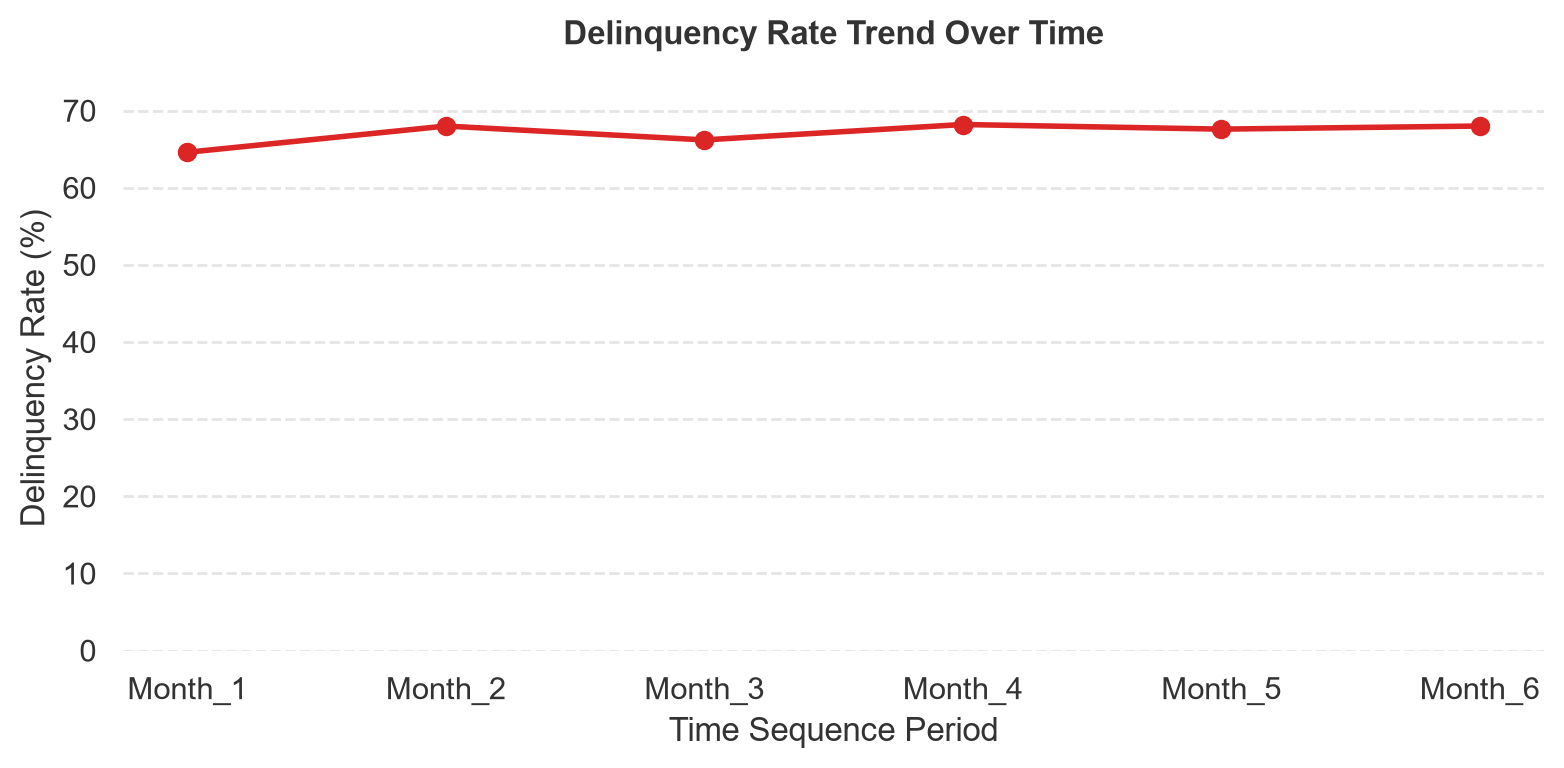 Delinquency Rate Trend Over Time
Delinquency Rate (%)
70
60
50
40
30
20
10
0
Month_1 Month_2 Month_3 Month_4 Month_5 Month_6
Time Sequence Period